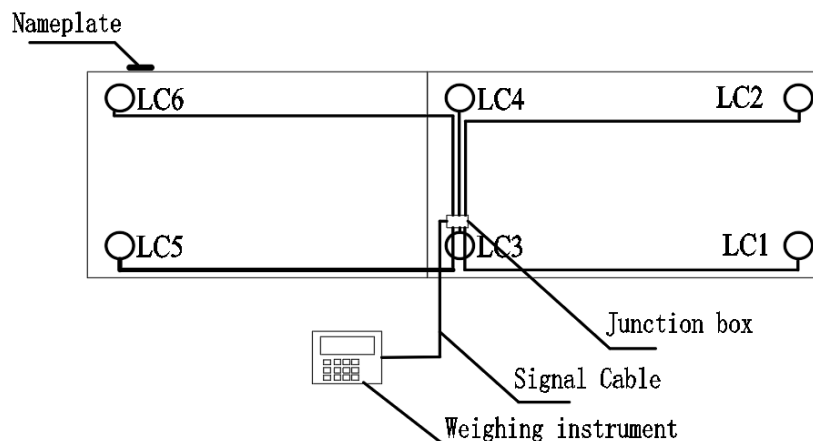 Nameplate
LC6
LC4
LC2
LC5
LC3
LC1
Junction box
Signal Cable
Weighing instrument